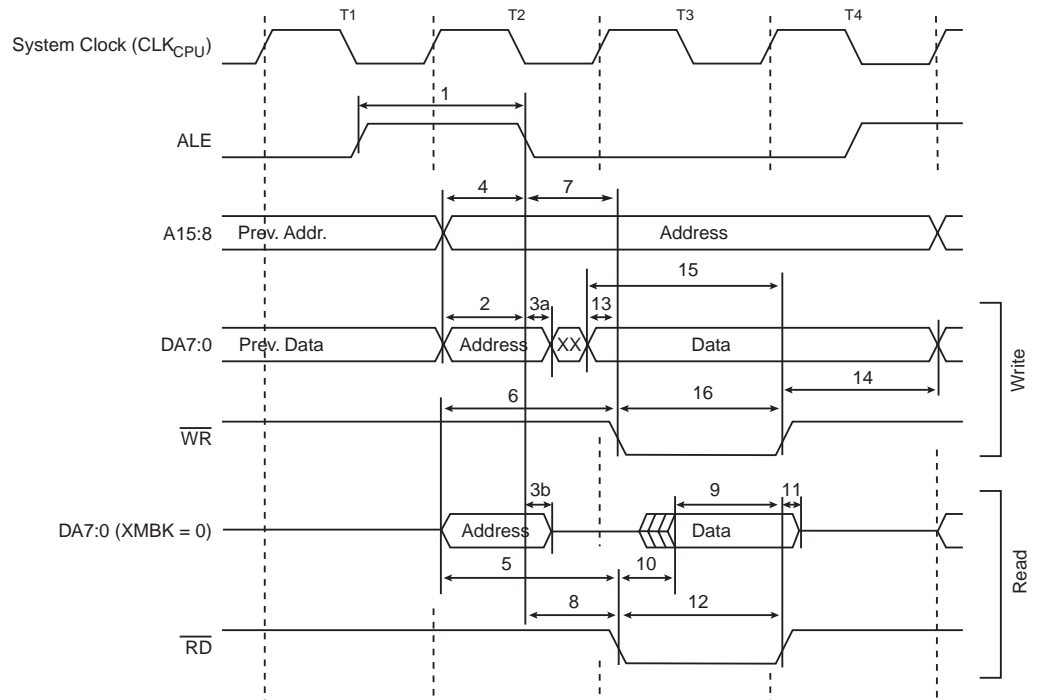 T1 T2 T3 T4
System Clock (CLKCPU)
1
ALE
4 7
A15:8 Prev. Addr. Address
15
2 3a 13
DA7:0 Prev. Data Address XX Data
14
6 16
WR
Write
3b 9 11
DA7:0 (XMBK = 0) Address Data
5 10
8 12
RD
Read